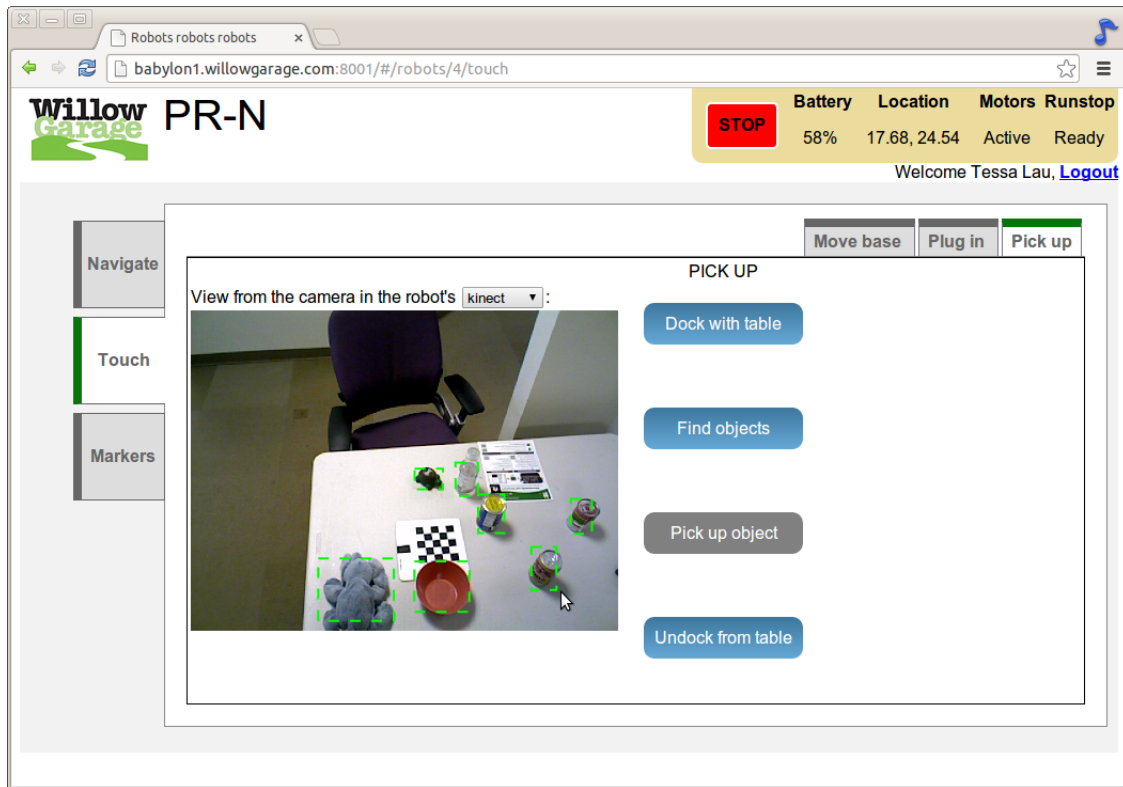 Robots robots robots
babylon1.willowgarage.com:8001/#/robots/4/touch
Willow Garage
PR-N
STOP
Battery Location Motors Runstop
58% 17.68, 24.54 Active Ready
Welcome Tessa Lau, Logout
Navigate
Touch
Markers
Move base Plug in Pick up
PICK UP
View from the camera in the robot's kinect :
Dock with table
Find objects
Pick up object
Undock from table